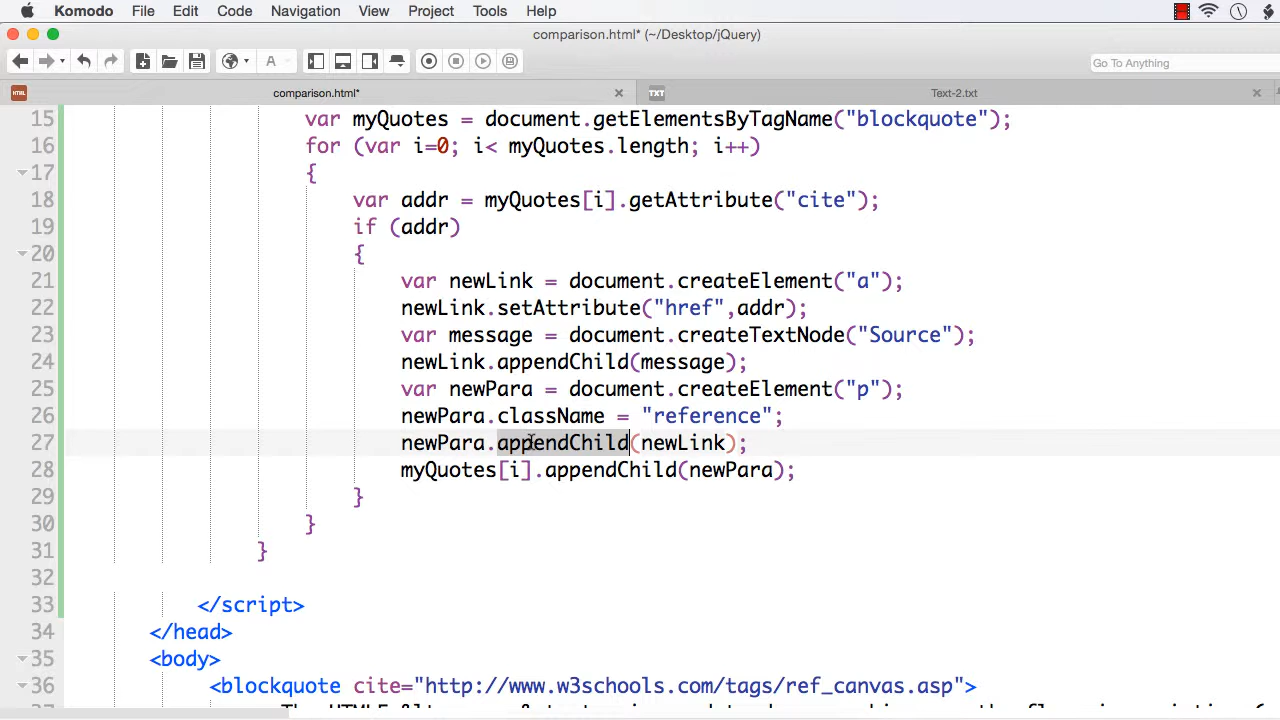 Komodo File Edit Code Navigation View Project Tools Help
comparison.html* (~/Desktop/jQuery)
A Go To Anything
HTML comparison.html* TXT Text-2.txt
15 var myQuotes = document.getElementsByTagName("blockquote");
16 for (var i=0; i< myQuotes.length; i++)
17 {
18 var addr = myQuotes[i].getAttribute("cite");
19 if (addr)
20 {
21 var newLink = document.createElement("a");
22 newLink.setAttribute("href",addr);
23 var message = document.createTextNode("Source");
24 newLink.appendChild(message);
25 var newPara = document.createElement("p");
26 newPara.className = "reference";
27 newPara.appendChild(newLink);
28 myQuotes[i].appendChild(newPara);
29 }
30 }
31 }
32
33 </script>
34 </head>
35 <body>
36 <blockquote cite="http://www.w3schools.com/tags/ref_canvas.asp">